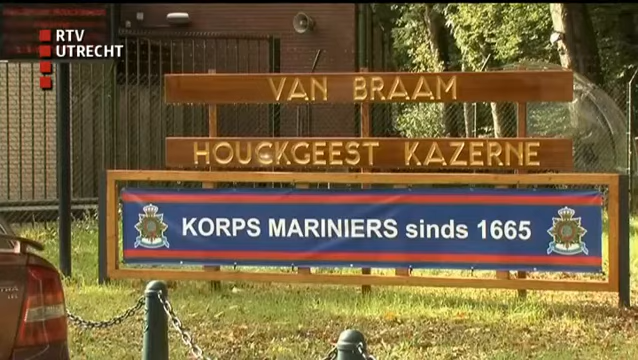 RTV
UTRECHT
VAN BRAAM
HOUCKGEEST KAZERNE
KORPS MARINIERS sinds 1665